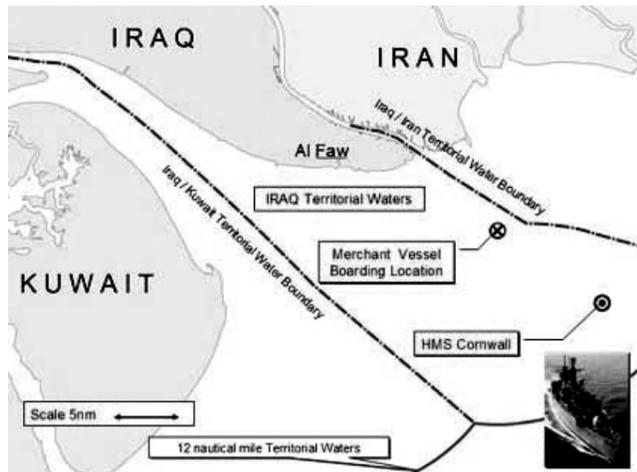 IRAQ
IRAN
Iraq / Iran Territorial Water Boundary
Al Faw
IRAQ Territorial Waters
Iraq / Kuwait Territorial Water Boundary
Merchant Vessel
Boarding Location
KUWAIT
HMS Cornwall
Scale 5nm
12 nautical mile Territorial Waters